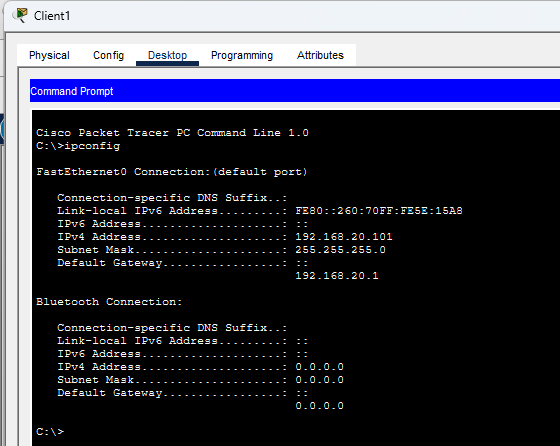 Client1
Physical Config Desktop Programming Attributes
Command Prompt
Cisco Packet Tracer PC Command Line 1.0
C:\>ipconfig
FastEthernet0 Connection:(default port)
Connection-specific DNS Suffix..:
Link-local IPv6 Address.........: FE80::260:70FF:FE5E:15A8
IPv6 Address....................: ::
IPv4 Address....................: 192.168.20.101
Subnet Mask.....................: 255.255.255.0
Default Gateway.................: ::
192.168.20.1
Bluetooth Connection:
Connection-specific DNS Suffix..:
Link-local IPv6 Address.........: ::
IPv6 Address....................: ::
IPv4 Address....................: 0.0.0.0
Subnet Mask.....................: 0.0.0.0
Default Gateway.................: ::
0.0.0.0
C:\>